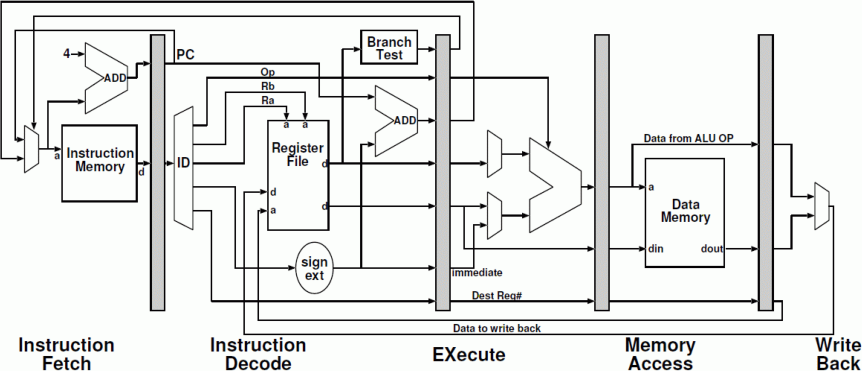 4
ADD
PC
Branch
Test
Op
Rb
Ra
a
a
ADD
Instruction
Memory
a
d
ID
Register
File
d
d
d
a
sign
ext
immediate
Dest Reg#
Data to write back
Data from ALU OP
a
Data
Memory
din
dout
Instruction
Fetch
Instruction
Decode
EXecute
Memory
Access
Write
Back